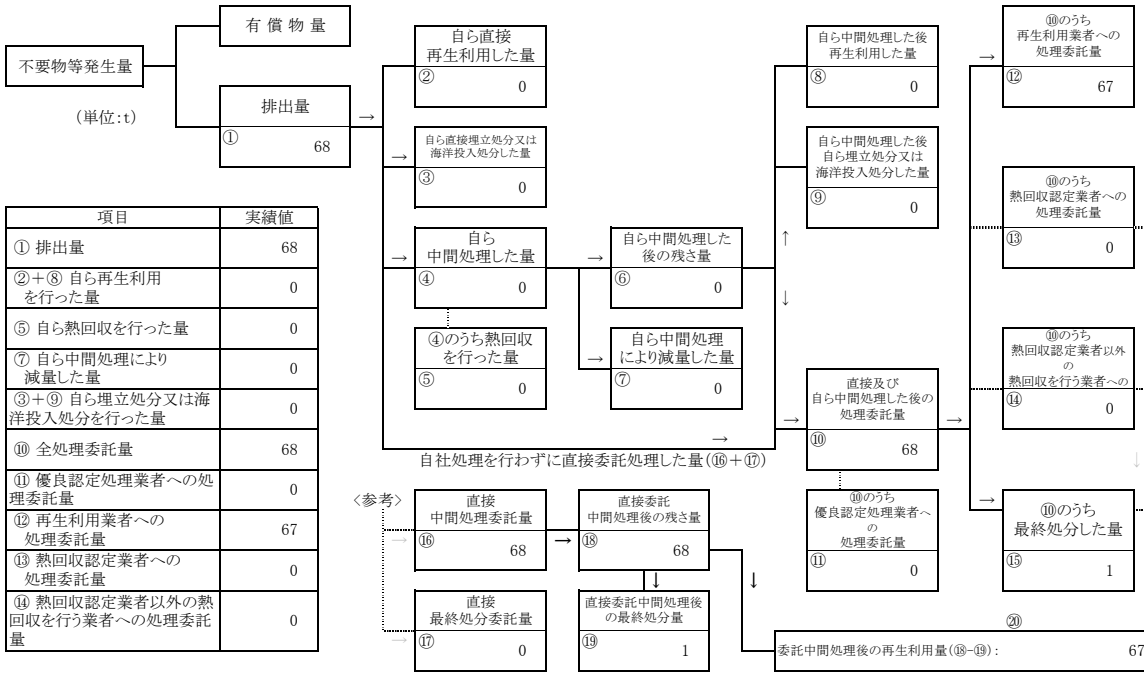 有 償 物 量
不要物等発生量
(単位:t)
排出量
①
68
→
自ら直接
再生利用した量
②
0
→
自ら直接埋立処分又は
海洋投入処分した量
③
0
→
自ら
中間処理した量
④
0
④のうち熱回収
を行った量
⑤
0
→
自ら中間処理した
後の残さ量
⑥
0
→
自ら中間処理
により減量した量
⑦
0
自ら中間処理した後
再生利用した量
⑧
0
自ら中間処理した後
自ら埋立処分又は
海洋投入処分した量
⑨
0
↑
↓
→
直接及び
自ら中間処理した後の
処理委託量
⑩
68
→
⑩のうち
優良認定処理業者へ
の
処理委託量
⑪
0
→
⑩のうち
再生利用業者への
処理委託量
⑫
67
⑩のうち
熱回収認定業者への
処理委託量
⑬
0
⑩のうち
熱回収認定業者以外
の
熱回収を行う業者への
⑭
0
↓
→
⑩のうち
最終処分した量
⑮
1
→
自社処理を行わずに直接委託処理した量(⑯+⑰)
項目 実績値
① 排出量 68
②+⑧ 自ら再生利用
を行った量 0
⑤ 自ら熱回収を行った量 0
⑦ 自ら中間処理により
減量した量 0
③+⑨ 自ら埋立処分又は海
洋投入処分を行った量 0
⑩ 全処理委託量 68
⑪ 優良認定処理業者への処
理委託量 0
⑫ 再生利用業者への
処理委託量 67
⑬ 熱回収認定業者への
処理委託量 0
⑭ 熱回収認定業者以外の熱
回収を行う業者への処理委託
量 0
<参考>
→
直接
中間処理委託量
⑯
68
→
直接委託
中間処理後の残さ量
⑱
68
↓
↓
→
直接
最終処分委託量
⑰
0
直接委託中間処理後
の最終処分量
⑲
1
⑳
委託中間処理後の再生利用量(⑱-⑲): 67